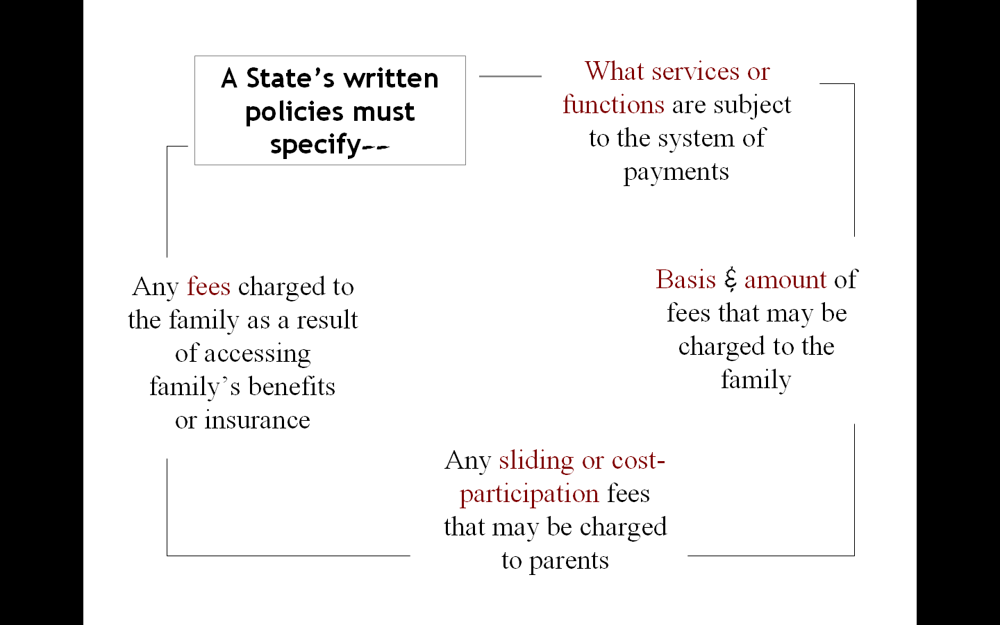 A State’s written
policies must
specify--
What services or
functions are subject
to the system of
payments
Basis & amount of
fees that may be
charged to the
family
Any sliding or cost-
participation fees
that may be charged
to parents
Any fees charged to
the family as a result
of accessing
family’s benefits
or insurance